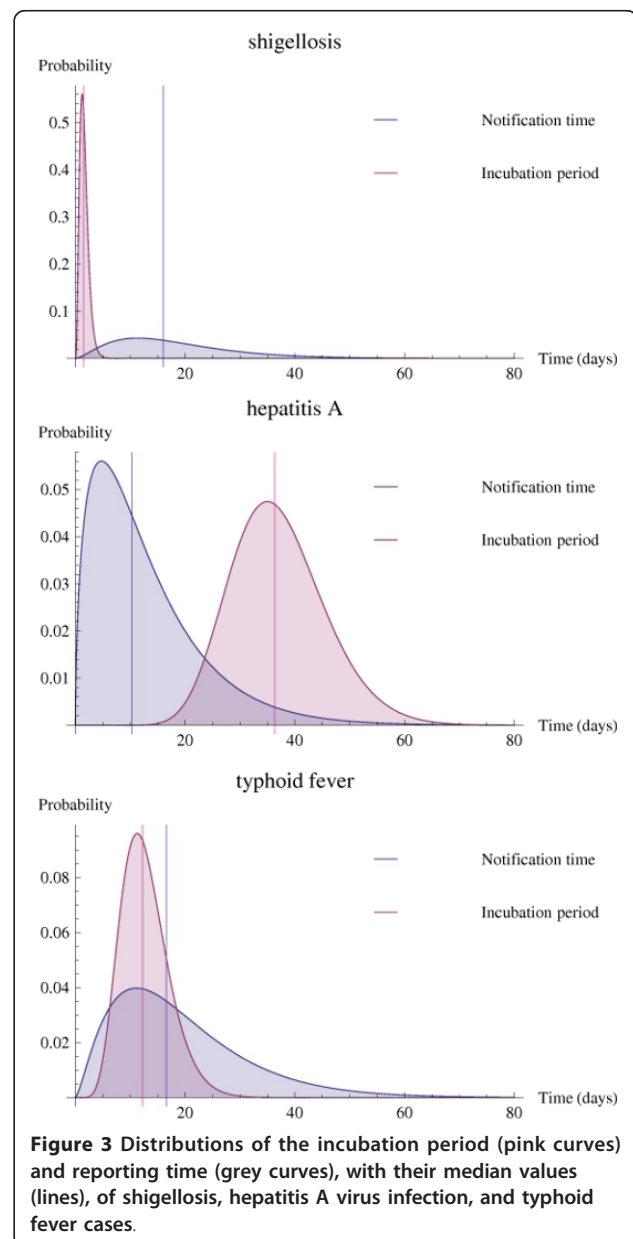 shigellosis
Probability
0.5
0.4
0.3
0.2
0.1
Notification time
Incubation period
20 40 60 80 Time (days)
hepatitis A
Probability
0.05
0.04
0.03
0.02
0.01
Notification time
Incubation period
20 40 60 80 Time (days)
typhoid fever
Probability
0.08
0.06
0.04
0.02
Notification time
Incubation period
20 40 60 80 Time (days)
Figure 3 Distributions of the incubation period (pink curves)
and reporting time (grey curves), with their median values
(lines), of shigellosis, hepatitis A virus infection, and typhoid
fever cases.